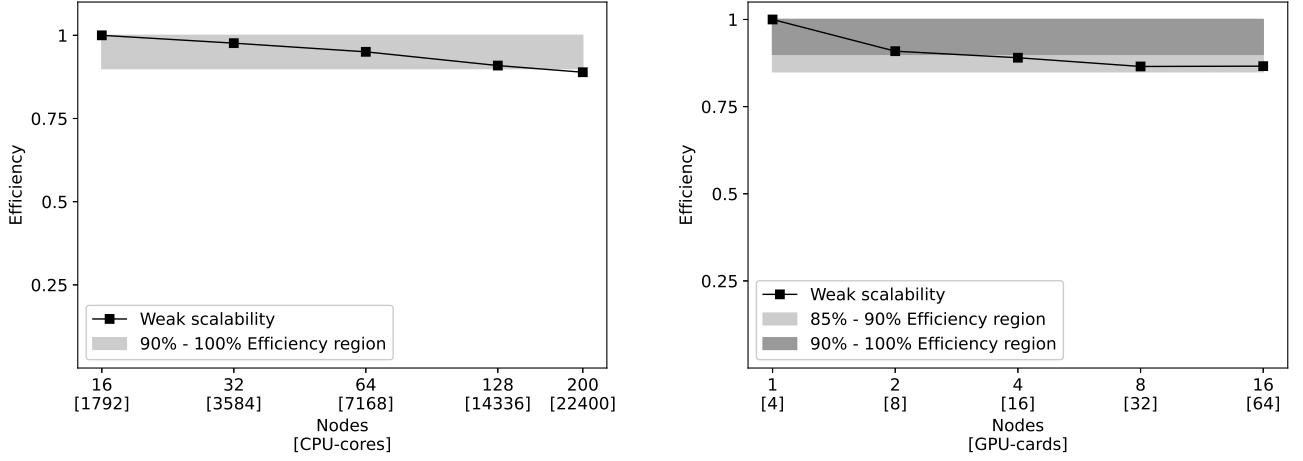 1
0.75
0.5
0.25
Efficiency
Weak scalability
90% - 100% Efficiency region
16 32 64 128 200
[1792] [3584] [7168] [14336] [22400]
Nodes
[CPU-cores]
1
0.75
0.5
0.25
Efficiency
Weak scalability
85% - 90% Efficiency region
90% - 100% Efficiency region
1 2 4 8 16
[4] [8] [16] [32] [64]
Nodes
[GPU-cards]